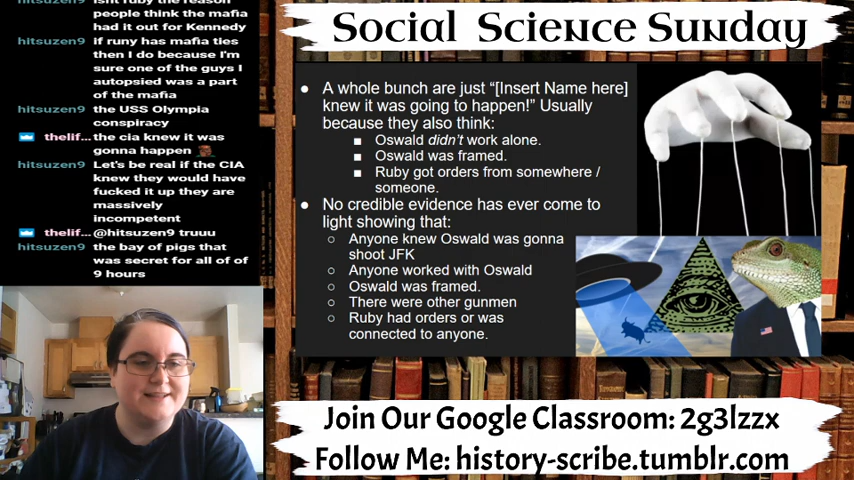 isnt ruby the reason
people think the mafia
had it out for Kennedy
hitsuzen9 if runy has mafia ties
then I do because I'm
sure one of the guys I
autopsied was a part
of the mafia
hitsuzen9 the USS Olympia
conspiracy
thelif... the cia knew it was
gonna happen
hitsuzen9 Let's be real if the CIA
knew they would have
fucked it up they are
massively
incompetent
thelif... @hitsuzen9 truuu
hitsuzen9 the bay of pigs that
was secret for all of of
9 hours
Social Science Sunday
● A whole bunch are just “[Insert Name here]
knew it was going to happen!” Usually
because they also think:
■ Oswald didn’t work alone.
■ Oswald was framed.
■ Ruby got orders from somewhere /
someone.
● No credible evidence has ever come to
light showing that:
○ Anyone knew Oswald was gonna
shoot JFK
○ Anyone worked with Oswald
○ Oswald was framed.
○ There were other gunmen
○ Ruby had orders or was
connected to anyone.
Join Our Google Classroom: 2g3lzzx
Follow Me: history-scribe.tumblr.com